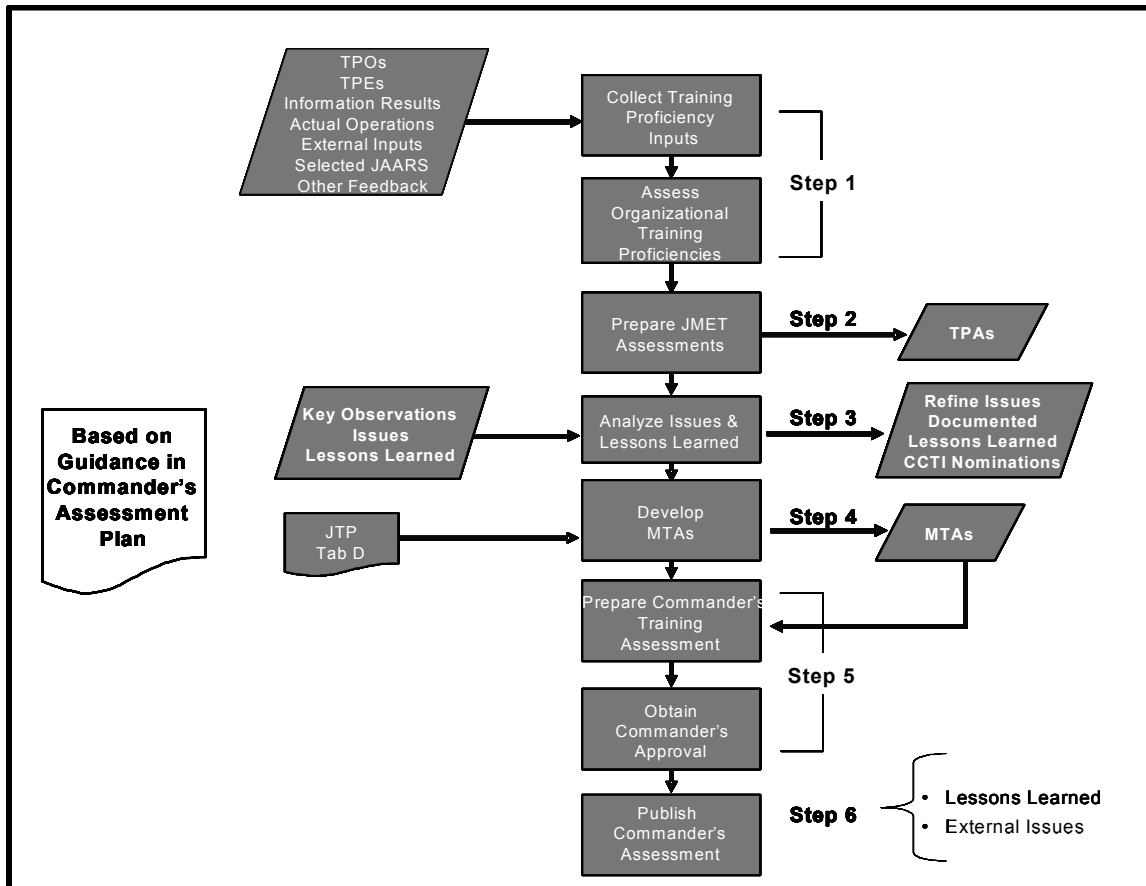 TPOs
TPEs
Information Results
Actual Operations
External Inputs
Selected JAARS
Other Feedback
Collect Training
Proficiency
Inputs
Assess
Organizational
Training
Proficiencies
Step 1
Prepare JMET
Assessments
Step 2
TPAs
Key Observations
Issues
Lessons Learned
Analyze Issues &
Lessons Learned
Step 3
Refine Issues
Documented
Lessons Learned
CCTI Nominations
Based on
Guidance in
Commander's
Assessment
Plan
JTP
Tab D
Develop
MTAs
Step 4
MTAs
Prepare Commander's
Training
Assessment
Obtain
Commander's
Approval
Step 5
Publish
Commander's
Assessment
Step 6
• Lessons Learned
• External Issues